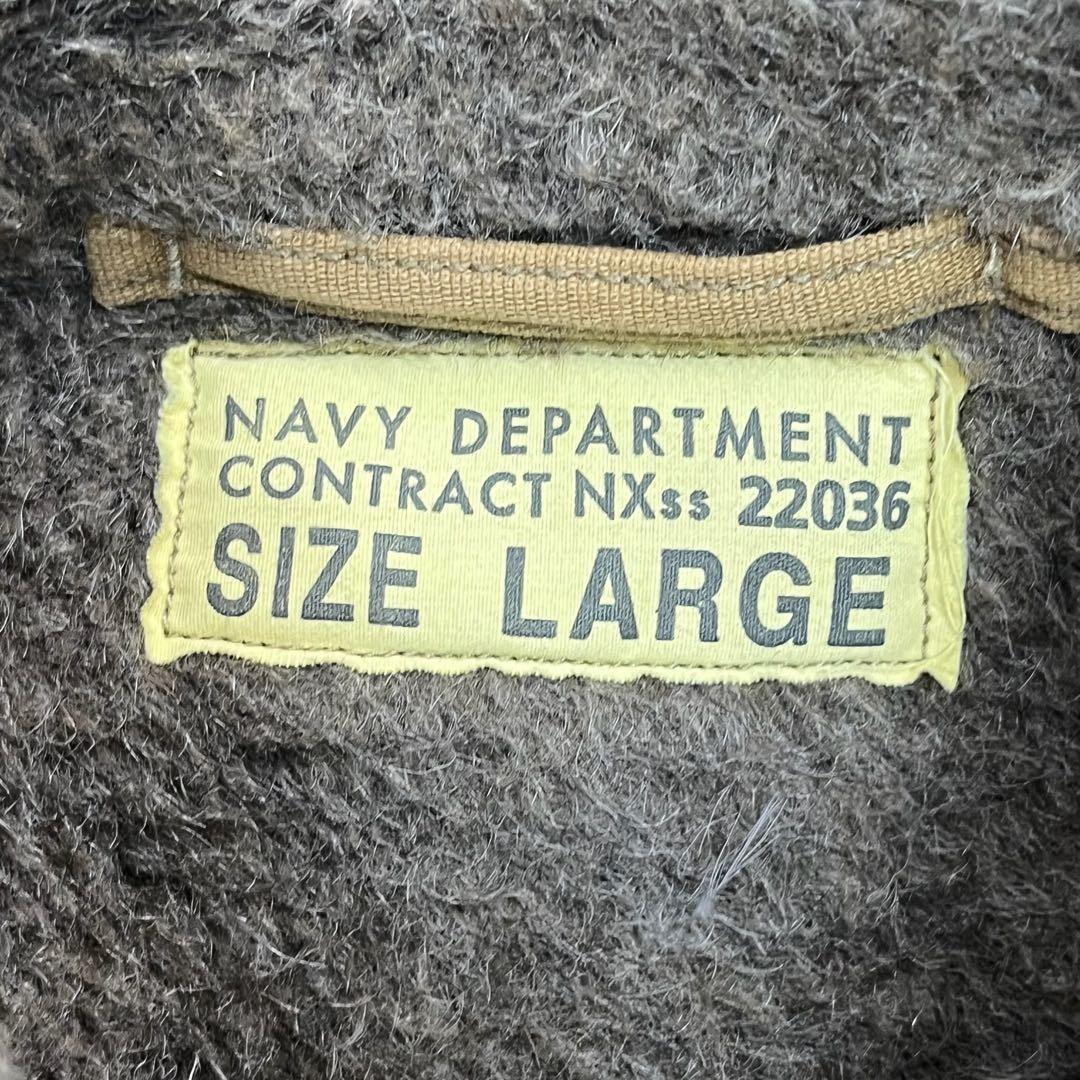 NAVY DEPARTMENT
CONTRACT NXss 22036
SIZE LARGE